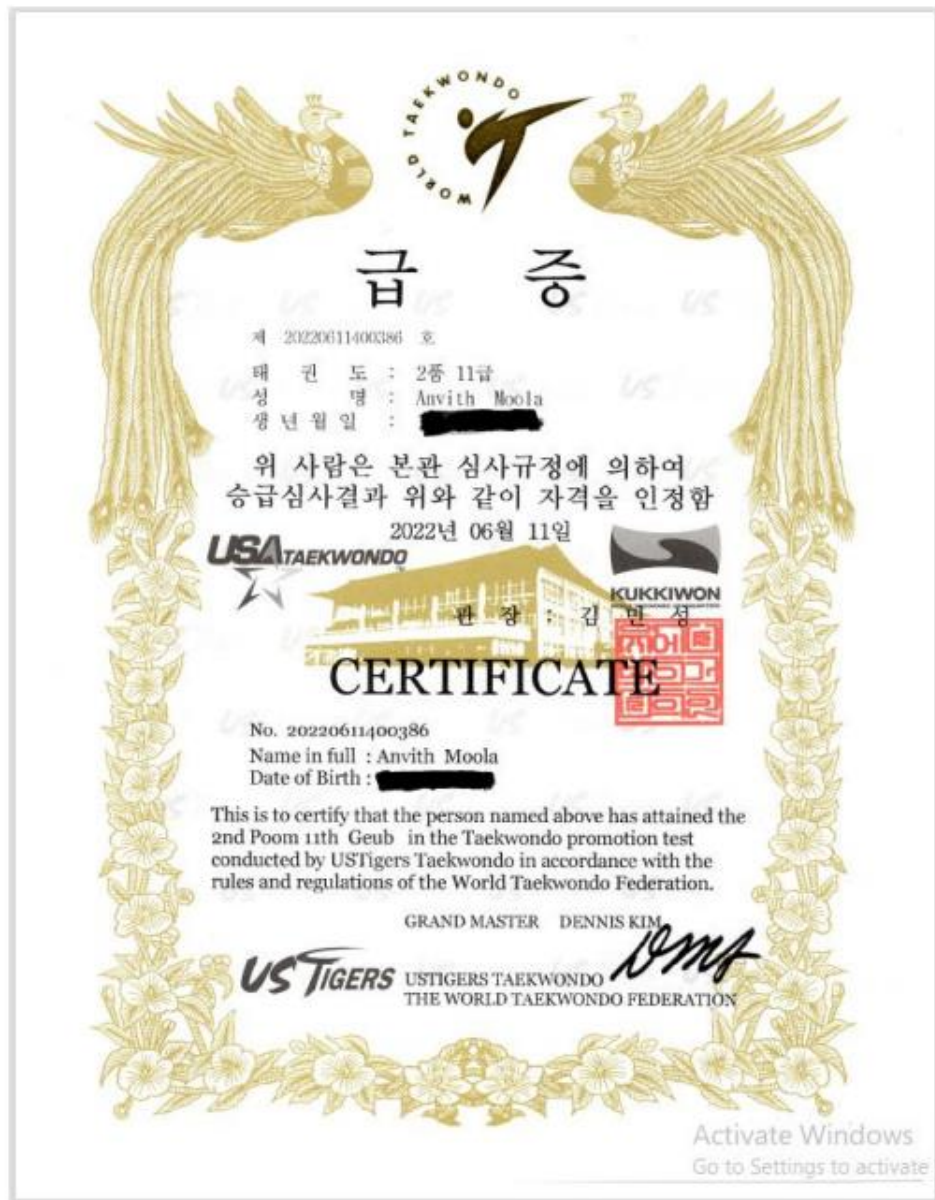 WORLD TAEKWONDO
급 증
제 20220611400386 호
태 권 도 : 2품 11급
성 명 : Anvith Moola
생 년 월 일 :
위 사람은 본관 심사규정에 의하여
승급심사결과 위와 같이 자격을 인정함
2022년 06월 11일
USA TAEKWONDO
KUKKIWON
관 장 : 김 민 성
CERTIFICATE
No. 20220611400386
Name in full : Anvith Moola
Date of Birth :
This is to certify that the person named above has attained the
2nd Poom 11th Geub in the Taekwondo promotion test
conducted by USTigers Taekwondo in accordance with the
rules and regulations of the World Taekwondo Federation.
GRAND MASTER DENNIS KIM
US TIGERS
USTIGERS TAEKWONDO
THE WORLD TAEKWONDO FEDERATION
Activate Windows
Go to Settings to activate